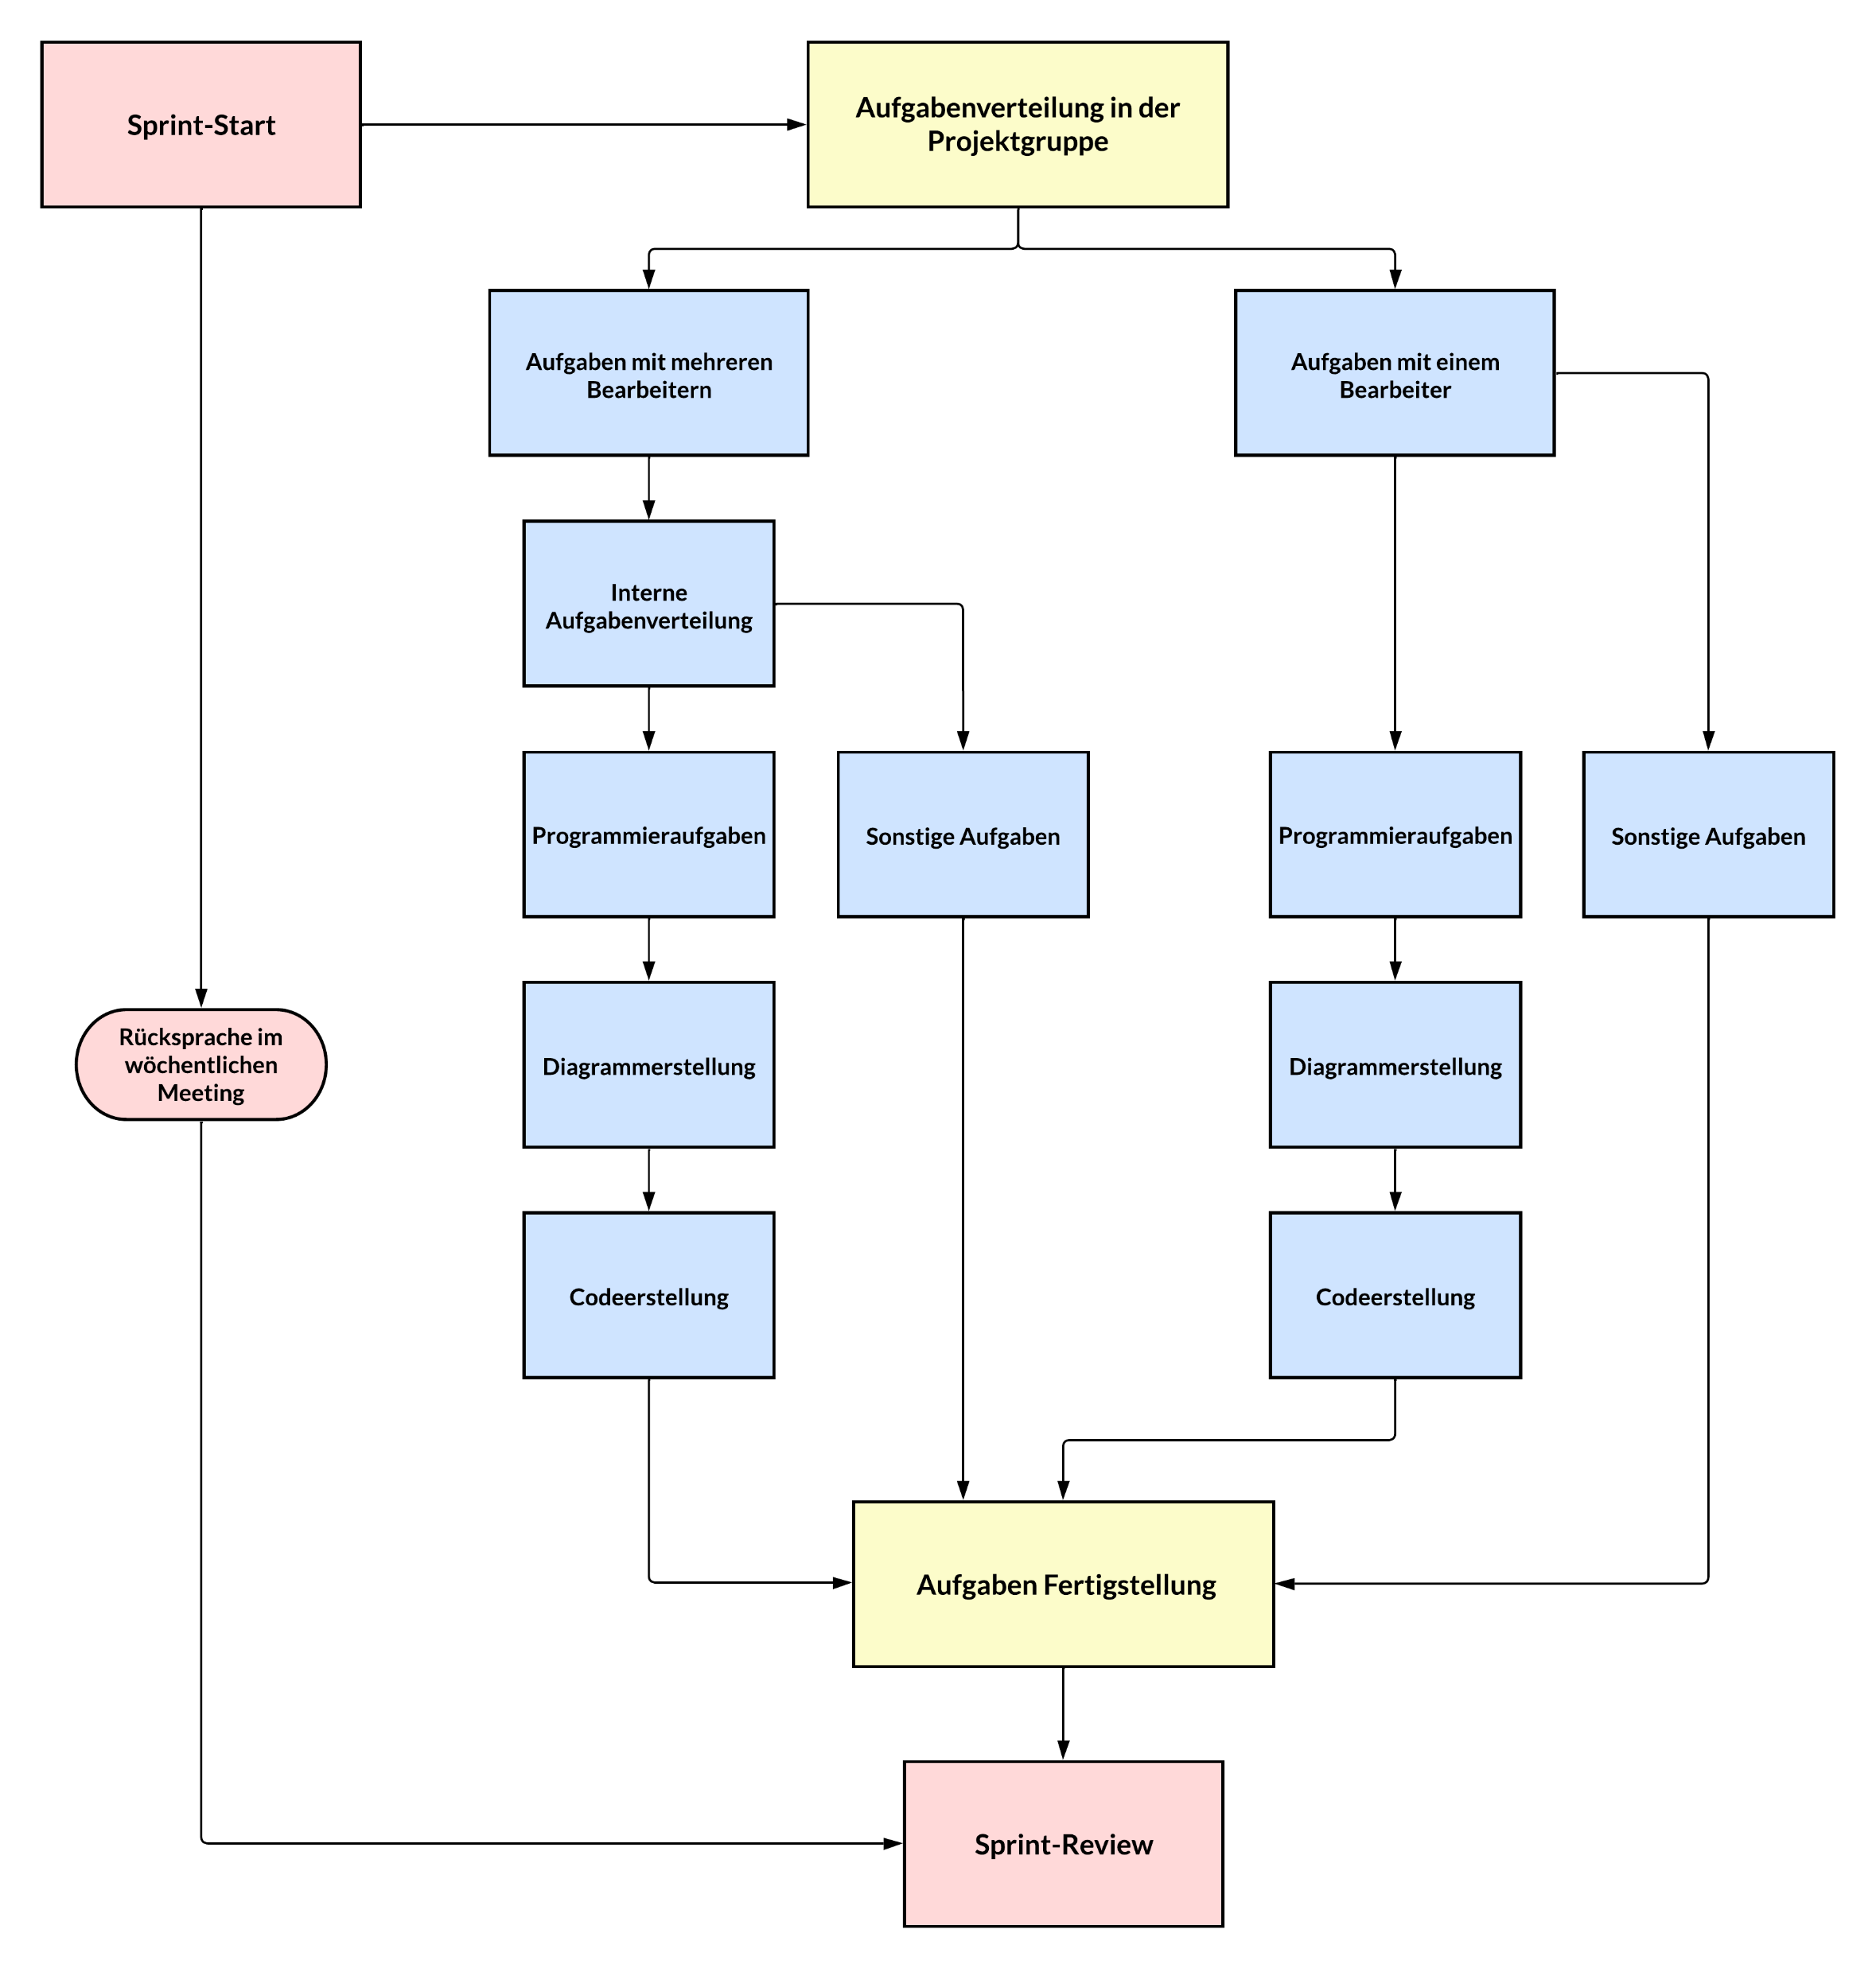 Sprint-Start
Aufgabenverteilung in der
Projektgruppe
Aufgaben mit mehreren
Bearbeitern
Aufgaben mit einem
Bearbeiter
Interne
Aufgabenverteilung
Programmieraufgaben
Sonstige Aufgaben
Programmieraufgaben
Sonstige Aufgaben
Rücksprache im
wöchentlichen
Meeting
Diagrammerstellung
Diagrammerstellung
Codeerstellung
Codeerstellung
Aufgaben Fertigstellung
Sprint-Review